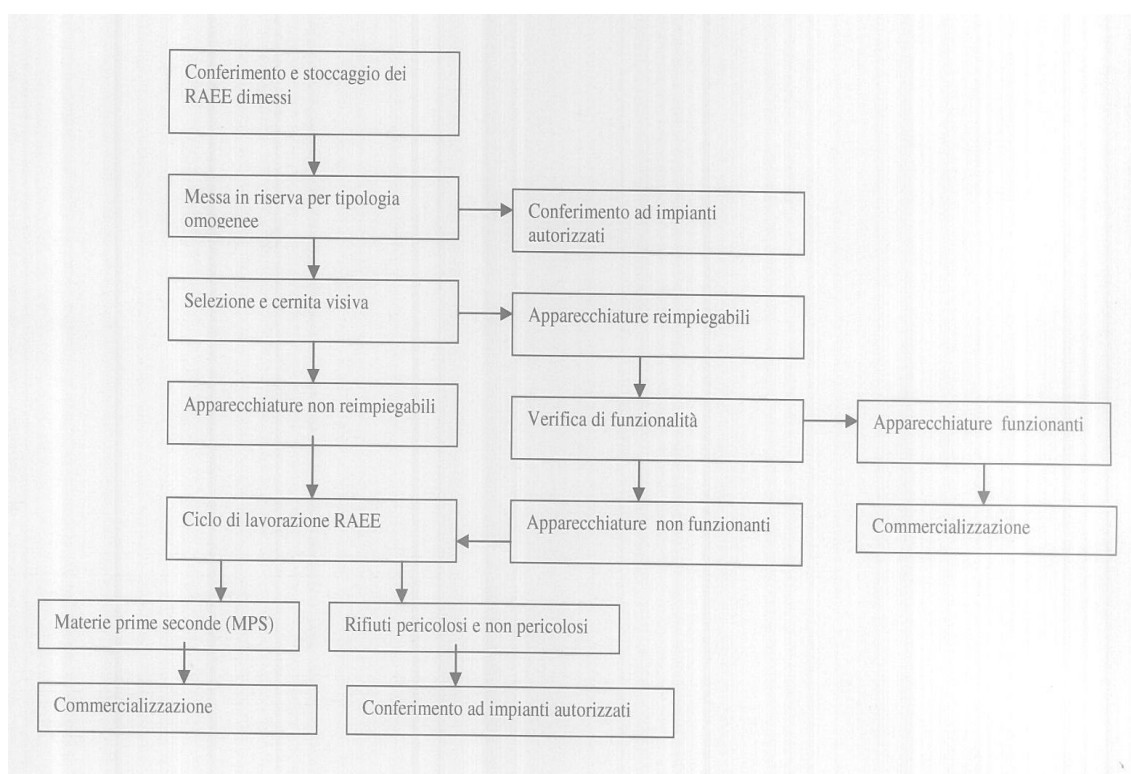 Conferimento e stoccaggio dei
RAEE dimessi
Messa in riserva per tipologia
omogenee
Conferimento ad impianti
autorizzati
Selezione e cernita visiva
Apparecchiature reimpiegabili
Apparecchiature non reimpiegabili
Verifica di funzionalità
Apparecchiature funzionanti
Ciclo di lavorazione RAEE
Apparecchiature non funzionanti
Commercializzazione
Materie prime seconde (MPS)
Rifiuti pericolosi e non pericolosi
Commercializzazione
Conferimento ad impianti autorizzati